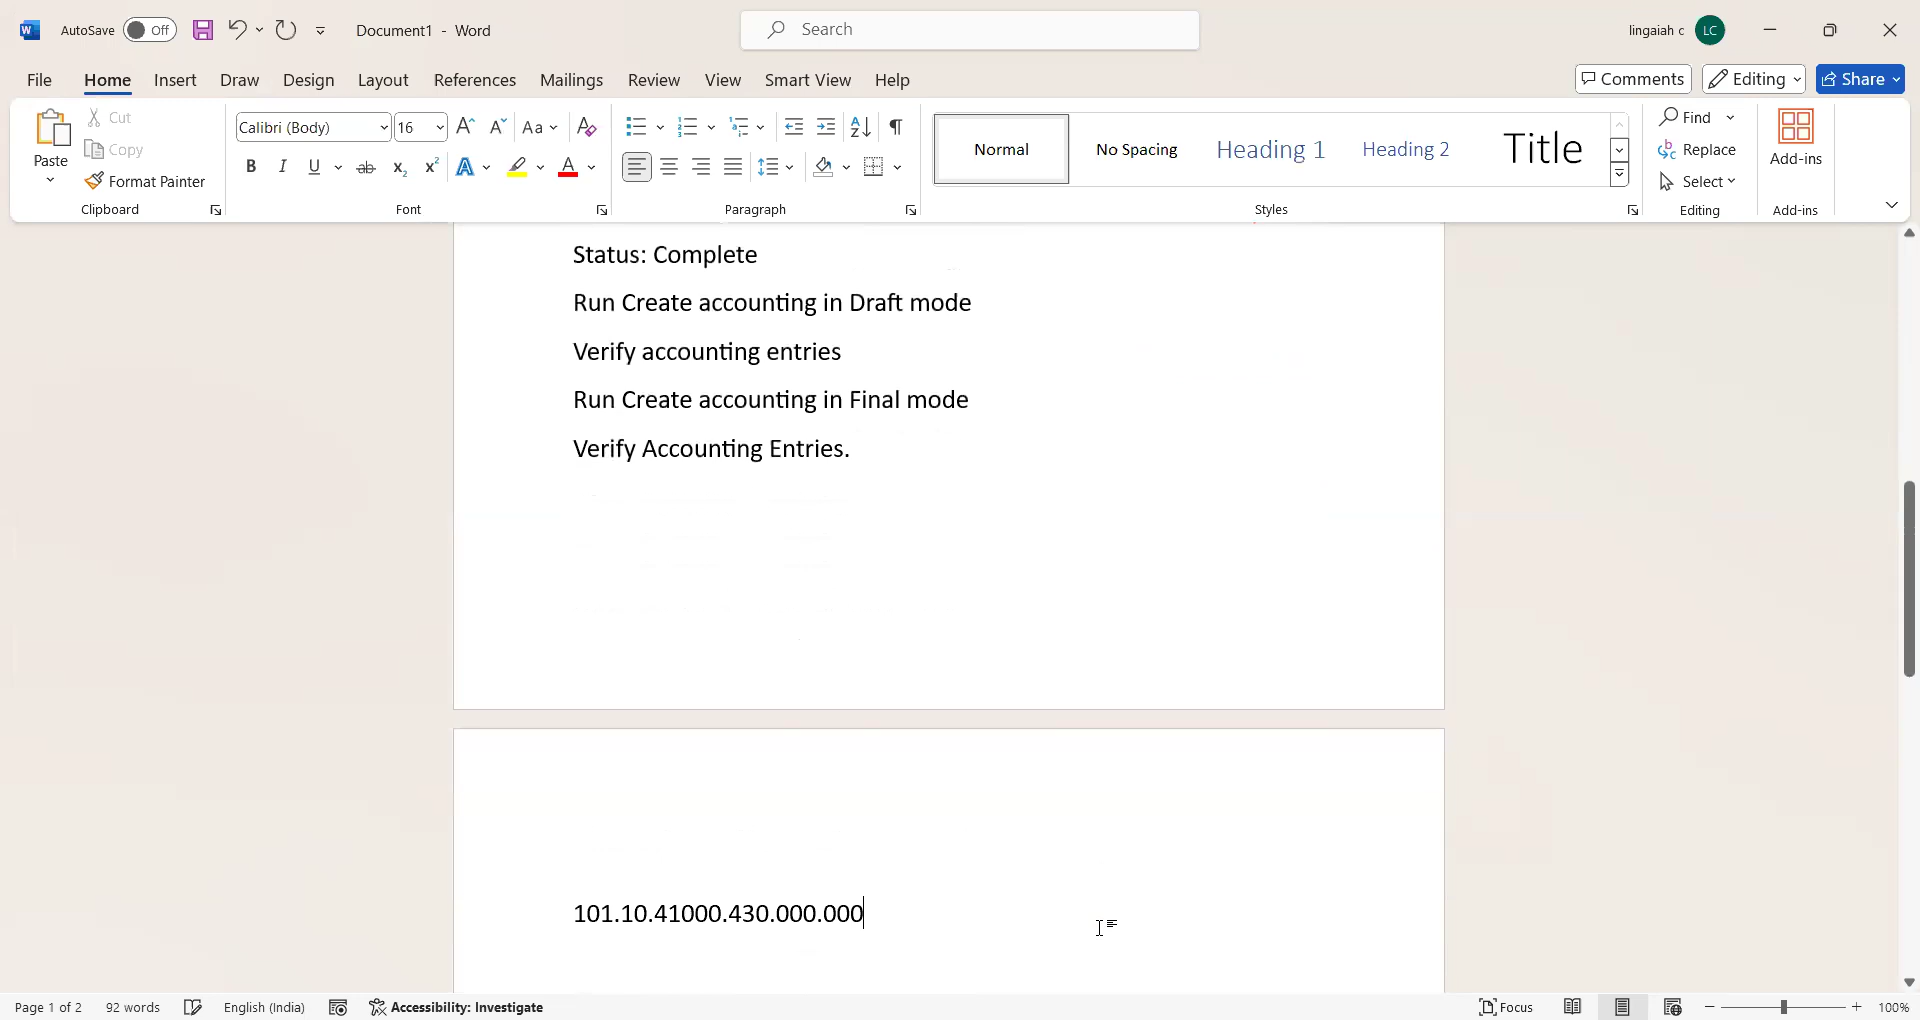 AutoSave Off Document1 - Word Search lingaiah c LC
File Home Insert Draw Design Layout References Mailings Review View Smart View Help Comments Editing Share
Paste Cut Copy Format Painter
Clipboard
Calibri (Body) 16
Font
Paragraph
Normal No Spacing Heading 1 Heading 2 Title
Styles
Find Replace Select
Editing
Add-ins
Add-ins
Status: Complete
Run Create accounting in Draft mode
Verify accounting entries
Run Create accounting in Final mode
Verify Accounting Entries.
101.10.41000.430.000.000
Page 1 of 2 92 words English (India) Accessibility: Investigate Focus 100%